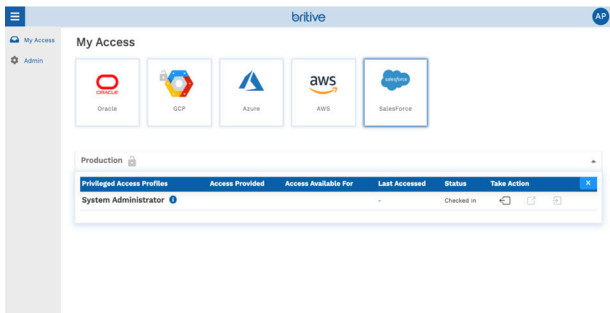 britive
AP
My Access
Admin
My Access
ORACLE
Oracle
GCP
Azure
aws
AWS
salesforce
SalesForce
Production
Privileged Access Profiles Access Provided Access Available For Last Accessed Status Take Action X
System Administrator i - Checked In